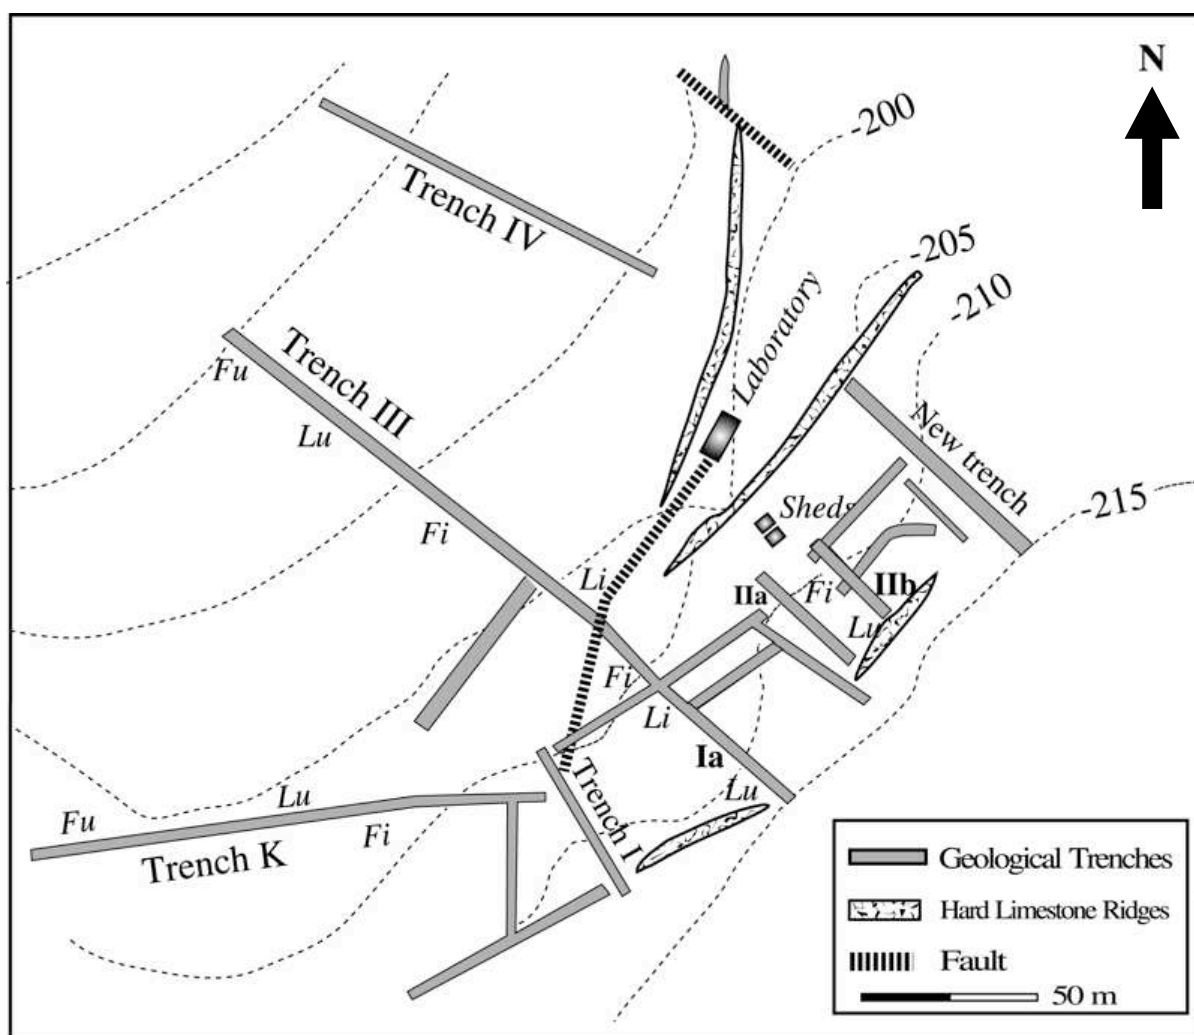 N
-200
Trench IV
-205
Laboratory
-210
Trench III
Fu
Lu
New trench
-215
Sheds
Fi
Li
IIa
Fi
IIb
Lu
Fi
Li
Ia
Trench I
Lu
Lu
Fu
Fi
Trench K
Geological Trenches
Hard Limestone Ridges
Fault
50 m